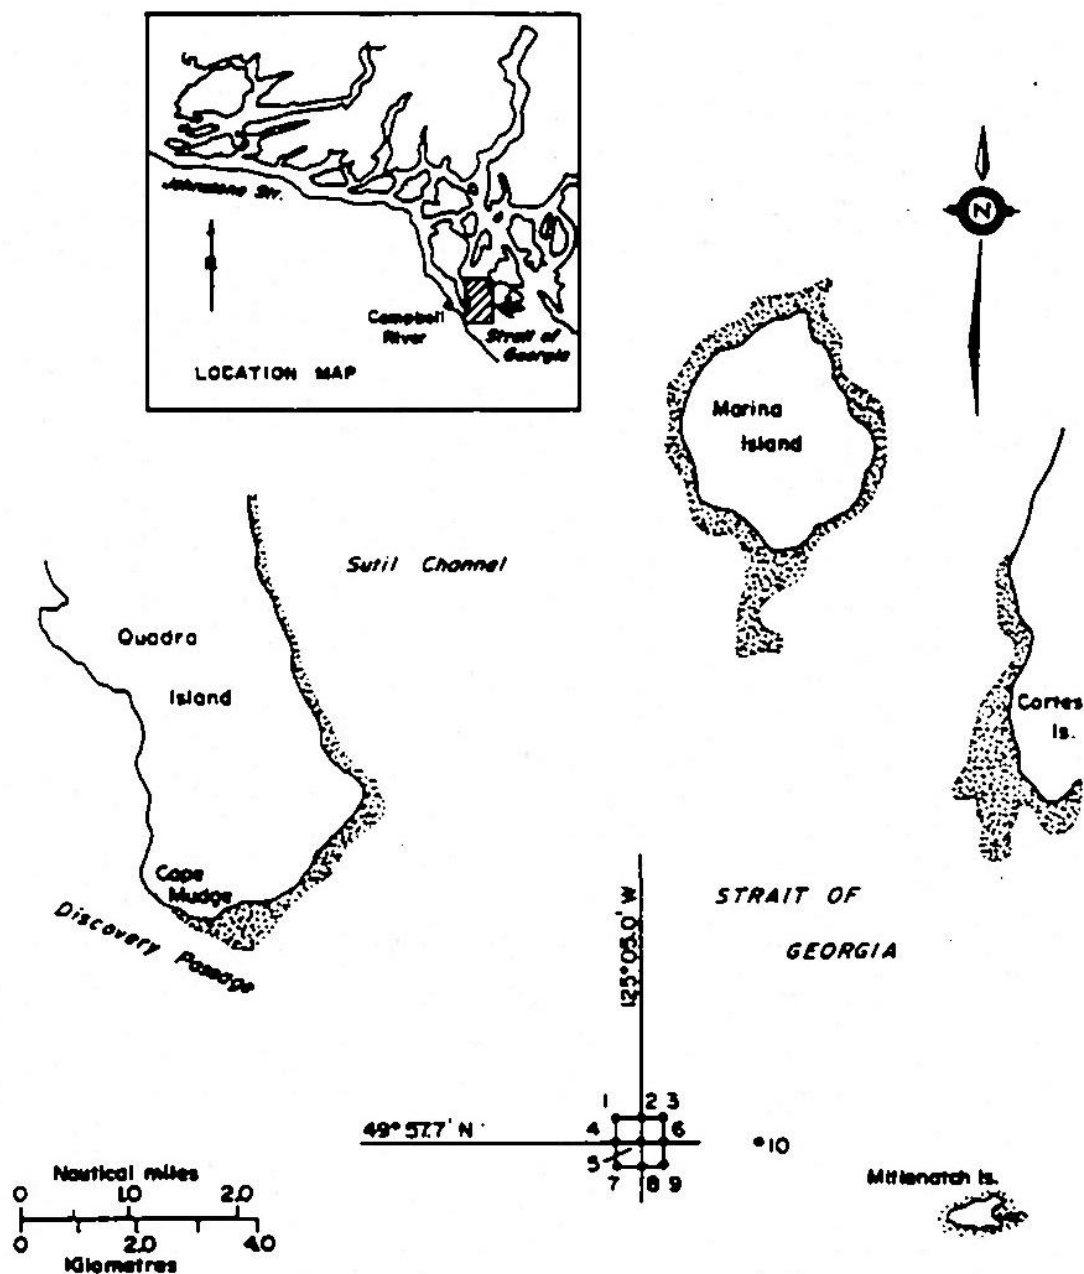 Johnstone Str.
Campbell
River
Strait of
Georgia
LOCATION MAP
N
Marina
Island
Sutil Channel
Quadra
Island
Cortes
Is.
Cape
Mudge
Discovery Passage
STRAIT OF
GEORGIA
125°05.0' W
1 2 3
49° 57.7' N
4 6
10
5
7 8 9
Mitlenatch Is.
Nautical miles
0 1.0 2.0
0 2.0 4.0
Kilometres